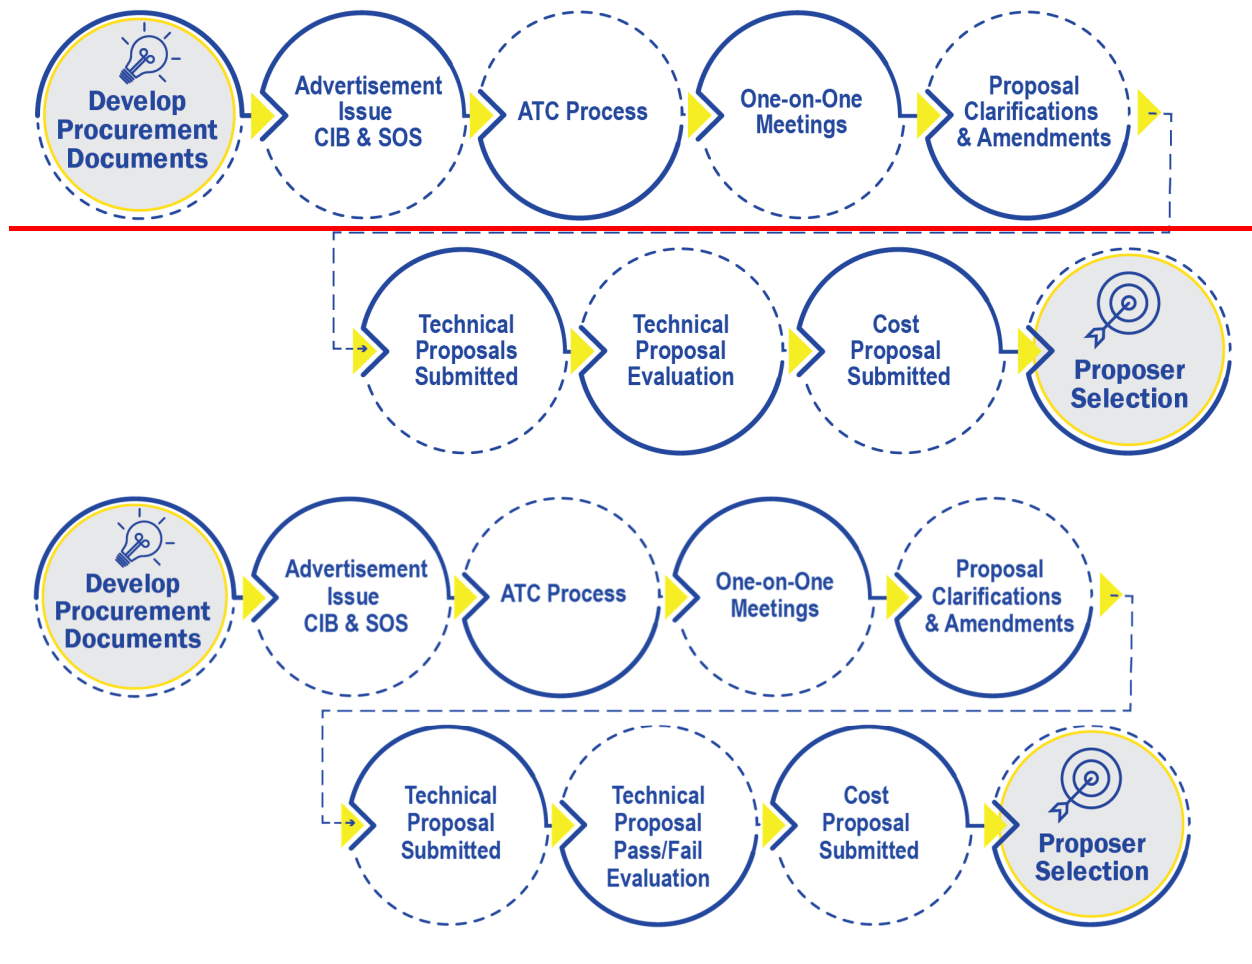 Develop
Procurement
Documents
Advertisement
Issue
CIB & SOS
ATC Process
One-on-One
Meetings
Proposal
Clarifications
& Amendments
Technical
Proposals
Submitted
Technical
Proposal
Evaluation
Cost
Proposal
Submitted
Proposer
Selection
Develop
Procurement
Documents
Advertisement
Issue
CIB & SOS
ATC Process
One-on-One
Meetings
Proposal
Clarifications
& Amendments
Technical
Proposal
Submitted
Technical
Proposal
Pass/Fail
Evaluation
Cost
Proposal
Submitted
Proposer
Selection